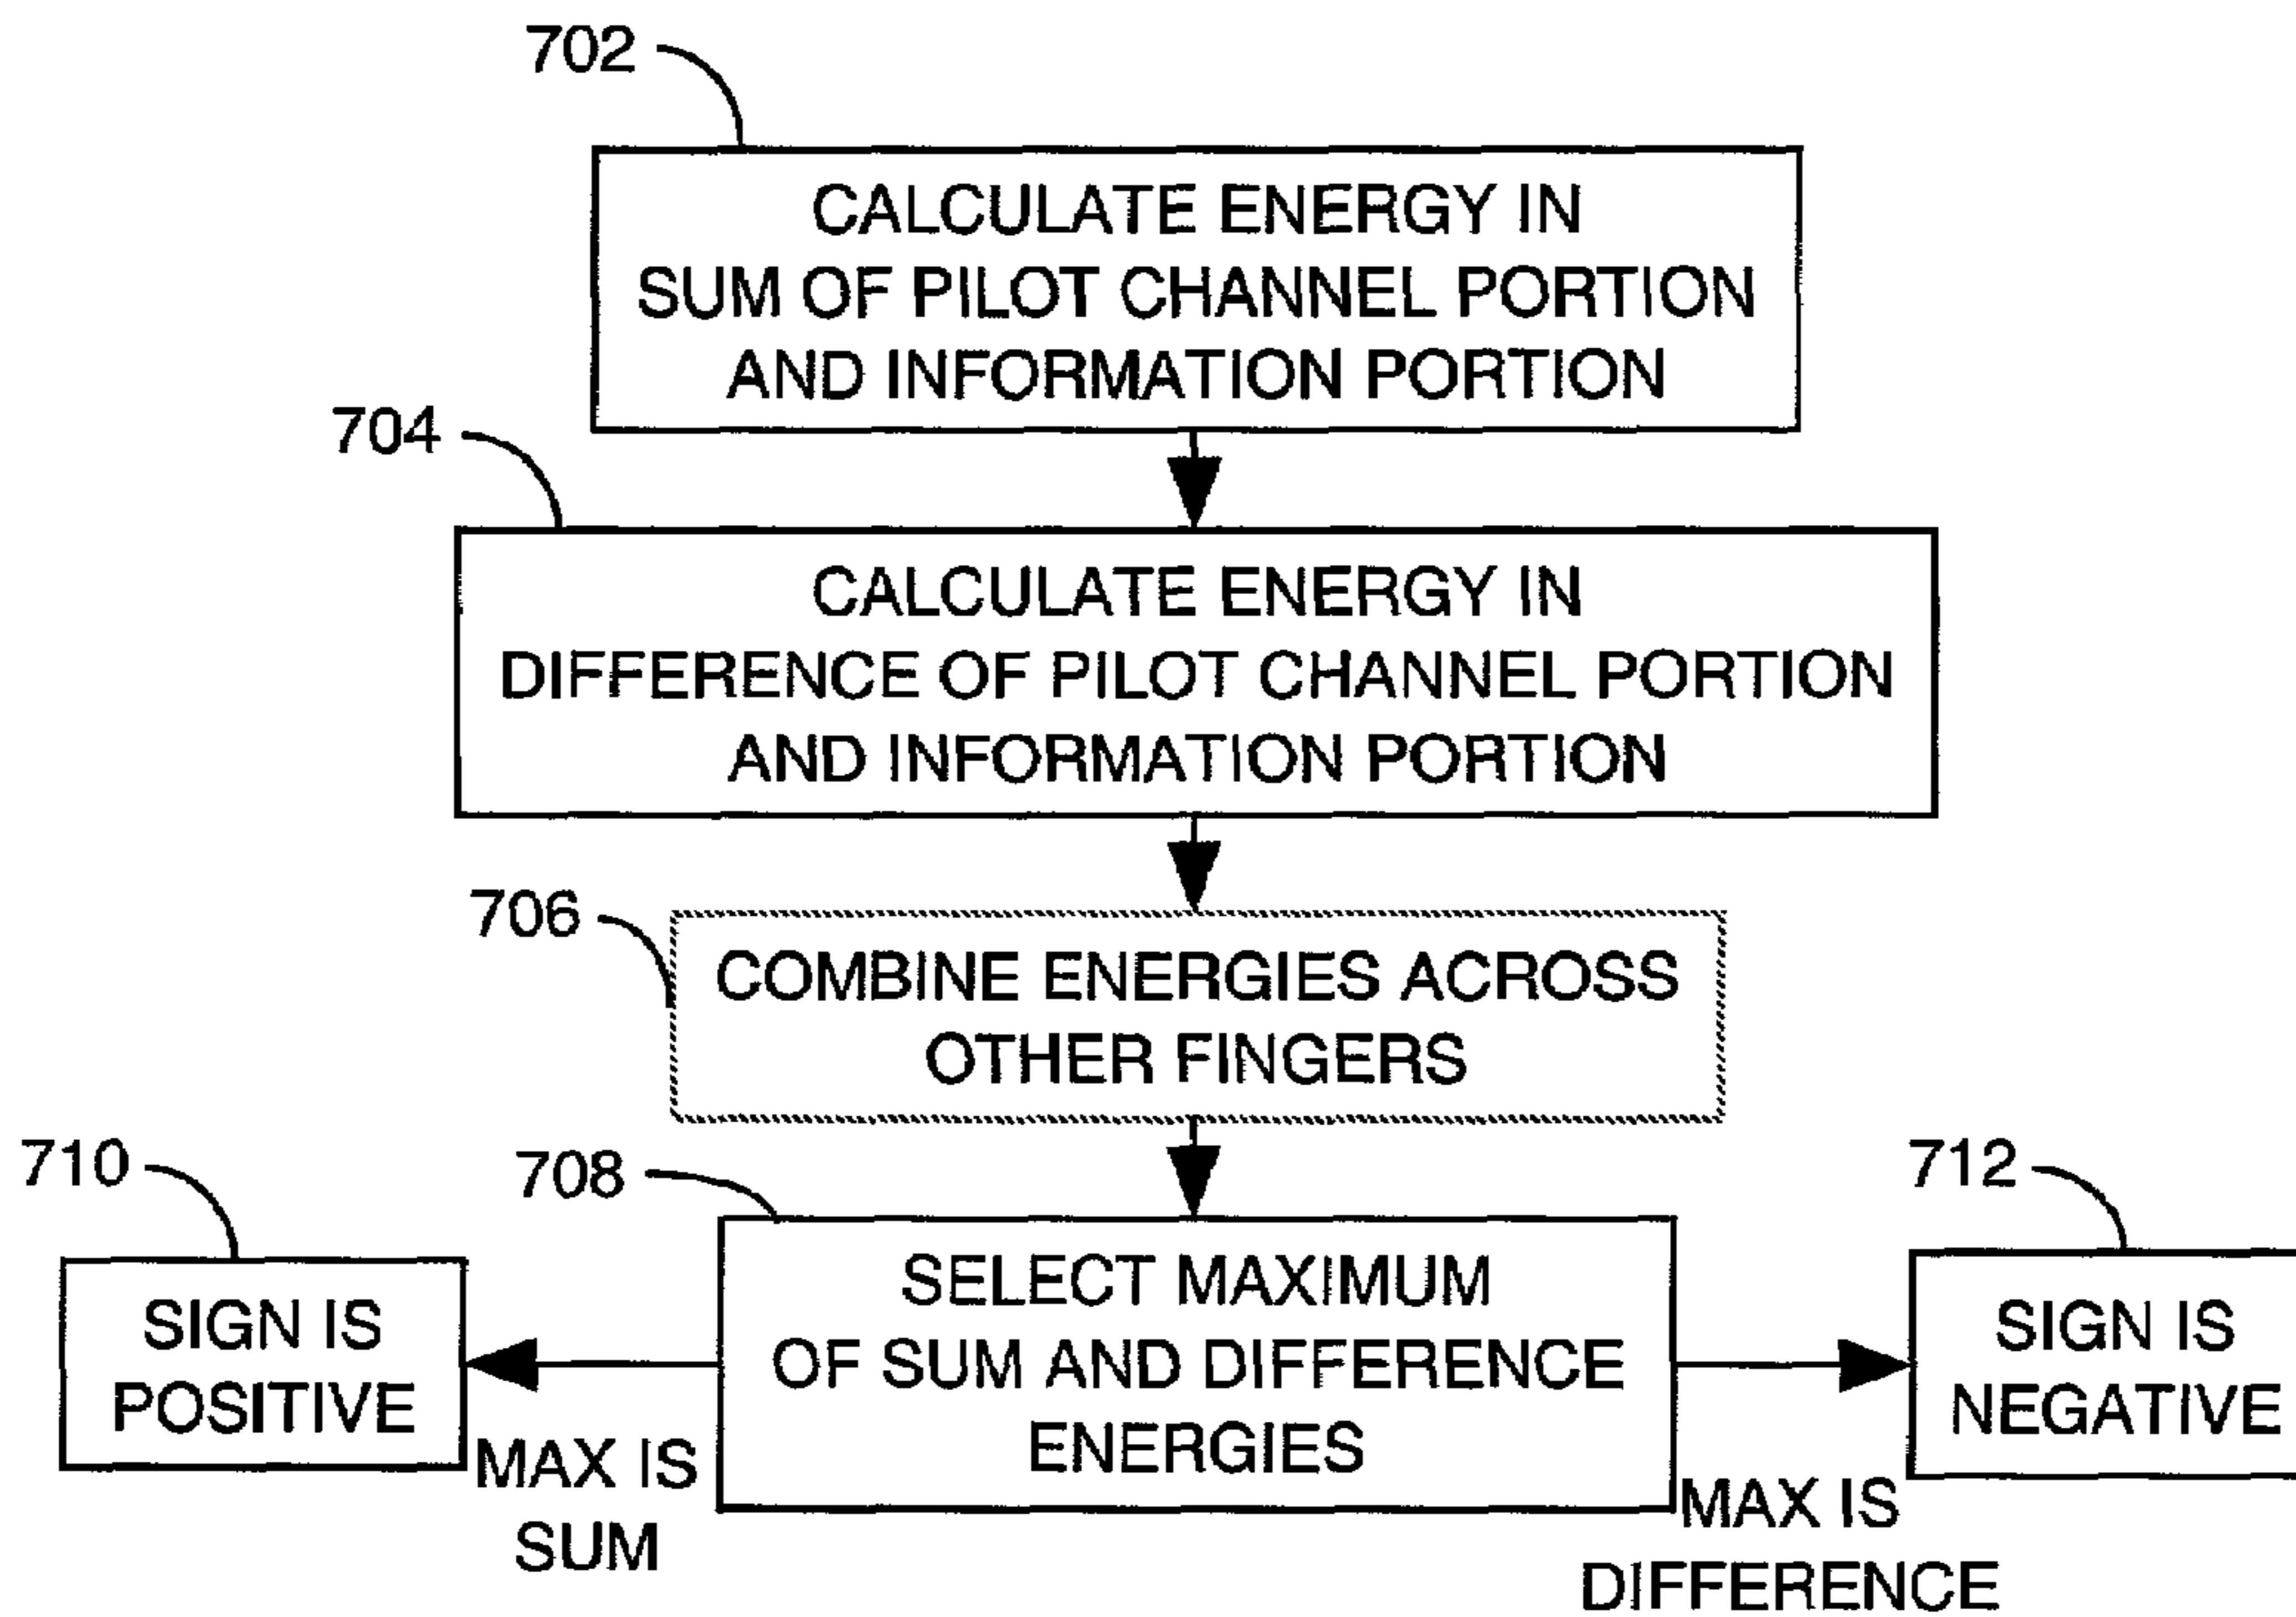 702
CALCULATE ENERGY IN
SUM OF PILOT CHANNEL PORTION
AND INFORMATION PORTION
704
CALCULATE ENERGY IN
DIFFERENCE OF PILOT CHANNEL PORTION
AND INFORMATION PORTION
706
COMBINE ENERGIES ACROSS
OTHER FINGERS
710
SIGN IS
POSITIVE
MAX IS
SUM
708
SELECT MAXIMUM
OF SUM AND DIFFERENCE
ENERGIES
712
SIGN IS
NEGATIVE
MAX IS
DIFFERENCE